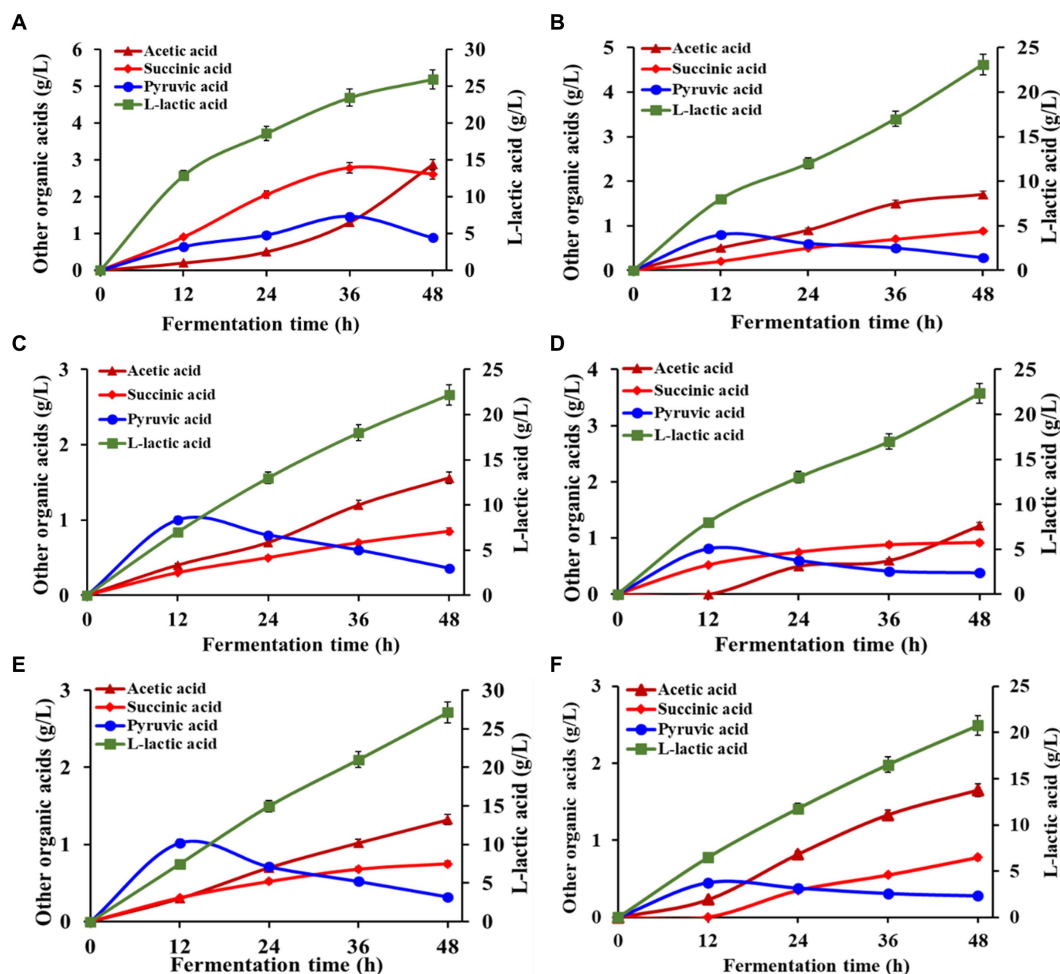 A
Other organic acids (g/L)
6
5
4
3
2
1
0
Acetic acid
Succinic acid
Pyruvic acid
L-lactic acid
30
25
20
15
10
5
0
L-lactic acid (g/L)
0 12 24 36 48
Fermentation time (h)
B
Other organic acids (g/L)
5
4
3
2
1
0
Acetic acid
Succinic acid
Pyruvic acid
L-lactic acid
25
20
15
10
5
0
L-lactic acid (g/L)
0 12 24 36 48
Fermentation time (h)
C
Other organic acids (g/L)
3
2
1
0
Acetic acid
Succinic acid
Pyruvic acid
L-lactic acid
25
20
15
10
5
0
L-lactic acid (g/L)
0 12 24 36 48
Fermentation time (h)
D
Other organic acids (g/L)
4
3
2
1
0
Acetic acid
Succinic acid
Pyruvic acid
L-lactic acid
25
20
15
10
5
0
L-lactic acid (g/L)
0 12 24 36 48
Fermentation time (h)
E
Other organic acids (g/L)
3
2
1
0
Acetic acid
Succinic acid
Pyruvic acid
L-lactic acid
30
25
20
15
10
5
0
L-lactic acid (g/L)
0 12 24 36 48
Fermentation time (h)
F
Other organic acids (g/L)
3
2
1
0
Acetic acid
Succinic acid
Pyruvic acid
L-lactic acid
25
20
15
10
5
0
L-lactic acid (g/L)
0 12 24 36 48
Fermentation time (h)